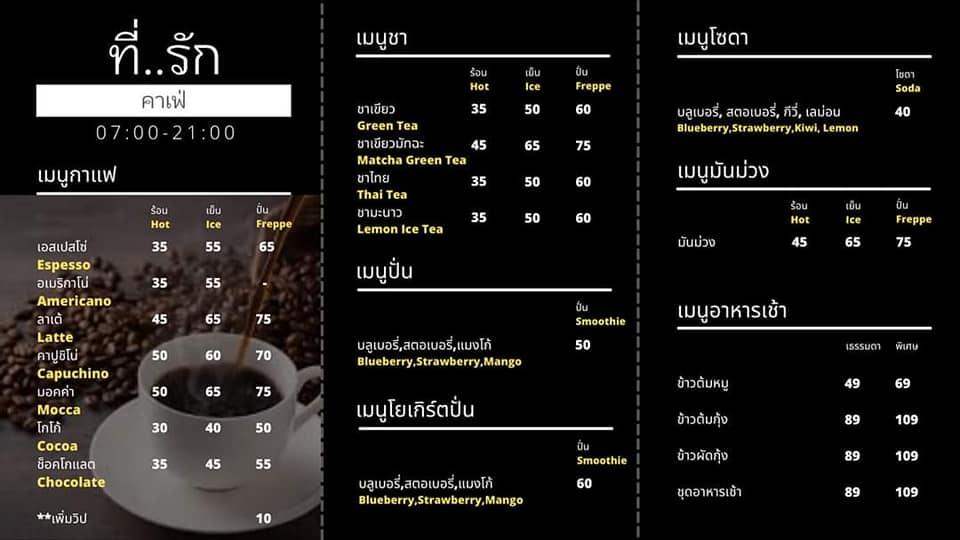 ที่..รัก
คาเฟ่
07:00-21:00
เมนูกาแฟ
ร้อน เย็น ปั่น
Hot Ice Freppe
เอสเปสโซ่ 35 55 65
Espesso
อเมริกาโน่ 35 55 -
Americano
ลาเต้ 45 65 75
Latte
คาปูชิโน่ 50 60 70
Capuchino
มอคค่า 50 65 75
Mocca
โกโก้ 30 40 50
Cocoa
ช็อคโกแลต 35 45 55
Chocolate
**เพิ่มวิป 10
เมนูชา
ร้อน เย็น ปั่น
Hot Ice Freppe
ชาเขียว 35 50 60
Green Tea
ชาเขียวมักฉะ 45 65 75
Matcha Green Tea
ชาไทย 35 50 60
Thai Tea
ชามะนาว 35 50 60
Lemon Ice Tea
เมนูปั่น
ปั่น
Smoothie
บลูเบอรี่,สตอเบอรี่,แมงโก้ 50
Blueberry,Strawberry,Mango
เมนูโยเกิร์ตปั่น
ปั่น
Smoothie
บลูเบอรี่,สตอเบอรี่,แมงโก้ 60
Blueberry,Strawberry,Mango
เมนูโซดา
โซดา
Soda
บลูเบอรี่, สตอเบอรี่, กีวี่, เลม่อน 40
Blueberry,Strawberry,Kiwi, Lemon
เมนูมันม่วง
ร้อน เย็น ปั่น
Hot Ice Freppe
มันม่วง 45 65 75
เมนูอาหารเช้า
เธรรมดา พิเศษ
ข้าวต้มหมู 49 69
ข้าวต้มกุ้ง 89 109
ข้าวผัดกุ้ง 89 109
ชุดอาหารเช้า 89 109